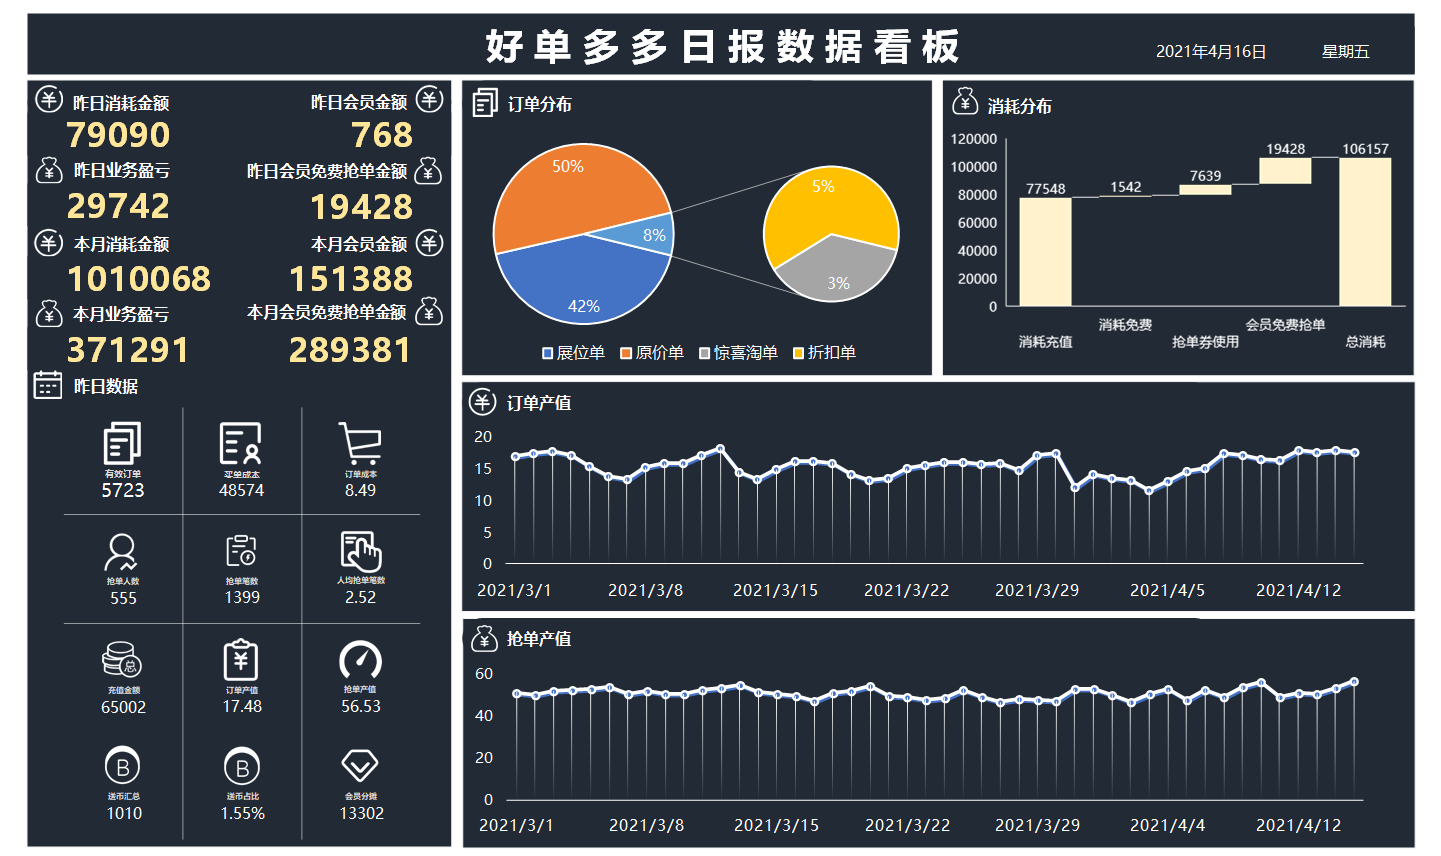 好单多多日报数据看板
2021年4月16日 星期五
昨日消耗金额 昨日会员金额
79090 768
昨日业务盈亏 昨日会员免费抢单金额
29742 19428
本月消耗金额 本月会员金额
1010068 151388
本月业务盈亏 本月会员免费抢单金额
371291 289381
昨日数据
有效订单 买单成本 订单成本
5723 48574 8.49
抢单人数 抢单笔数 人均抢单笔数
555 1399 2.52
总
充值金额 订单产值 抢单产值
65002 17.48 56.53
B B
送币汇总 送币占比 会员分摊
1010 1.55% 13302
订单分布
50%
8%
42%
5%
3%
展位单 原价单 惊喜淘单 折扣单
消耗分布
120000
100000
80000
60000
40000
20000
0
77548 1542 7639 19428 106157
消耗充值 消耗免费 抢单券使用 会员免费抢单 总消耗
订单产值
20
15
10
5
0
2021/3/1 2021/3/8 2021/3/15 2021/3/22 2021/3/29 2021/4/5 2021/4/12
抢单产值
60
40
20
0
2021/3/1 2021/3/8 2021/3/15 2021/3/22 2021/3/29 2021/4/4 2021/4/12